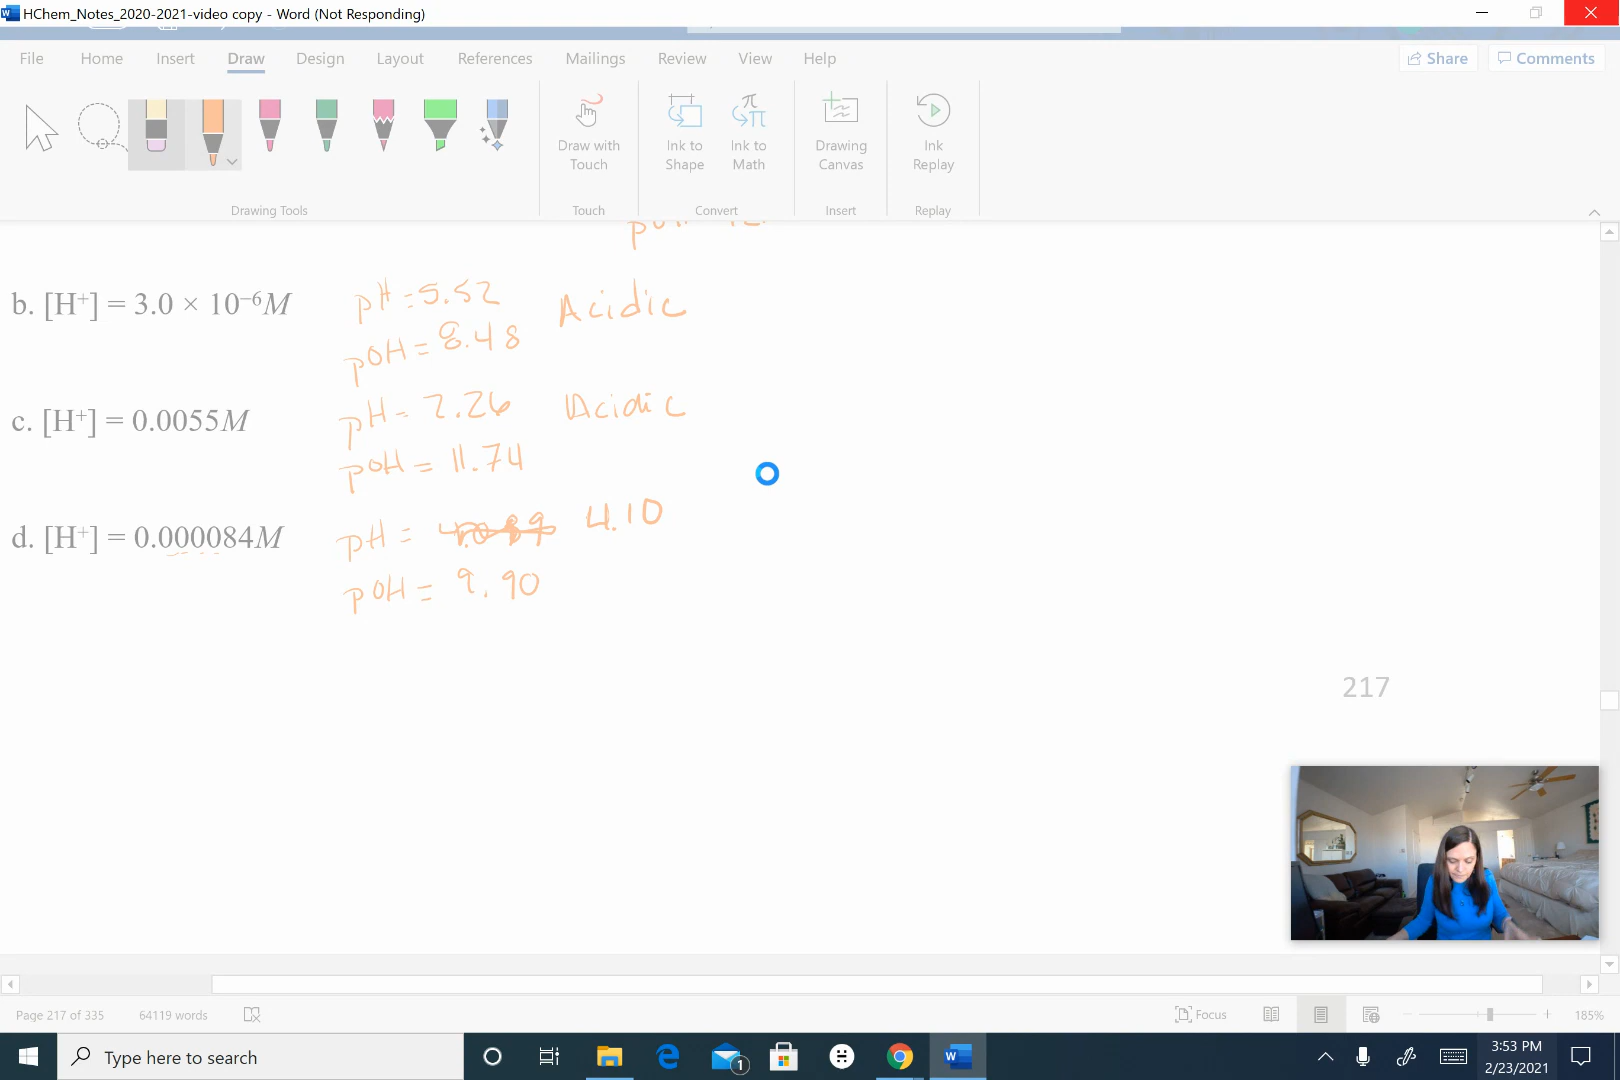 HChem_Notes_2020-2021-video copy - Word (Not Responding)
File Home Insert Draw Design Layout References Mailings Review View Help Share Comments
Draw with Touch
Ink to Shape
Ink to Math
Drawing Canvas
Ink Replay
Drawing Tools Touch Convert Insert Replay
b. [H⁺] = 3.0 × 10⁻⁶M pH = 5.52 Acidic
pOH = 8.48
c. [H⁺] = 0.0055M pH = 2.26 Acidic
pOH = 11.74
d. [H⁺] = 0.000084M pH = 4.10
pOH = 9.90
217
Page 217 of 335 64119 words Focus 185%
Type here to search 1 3:53 PM
2/23/2021